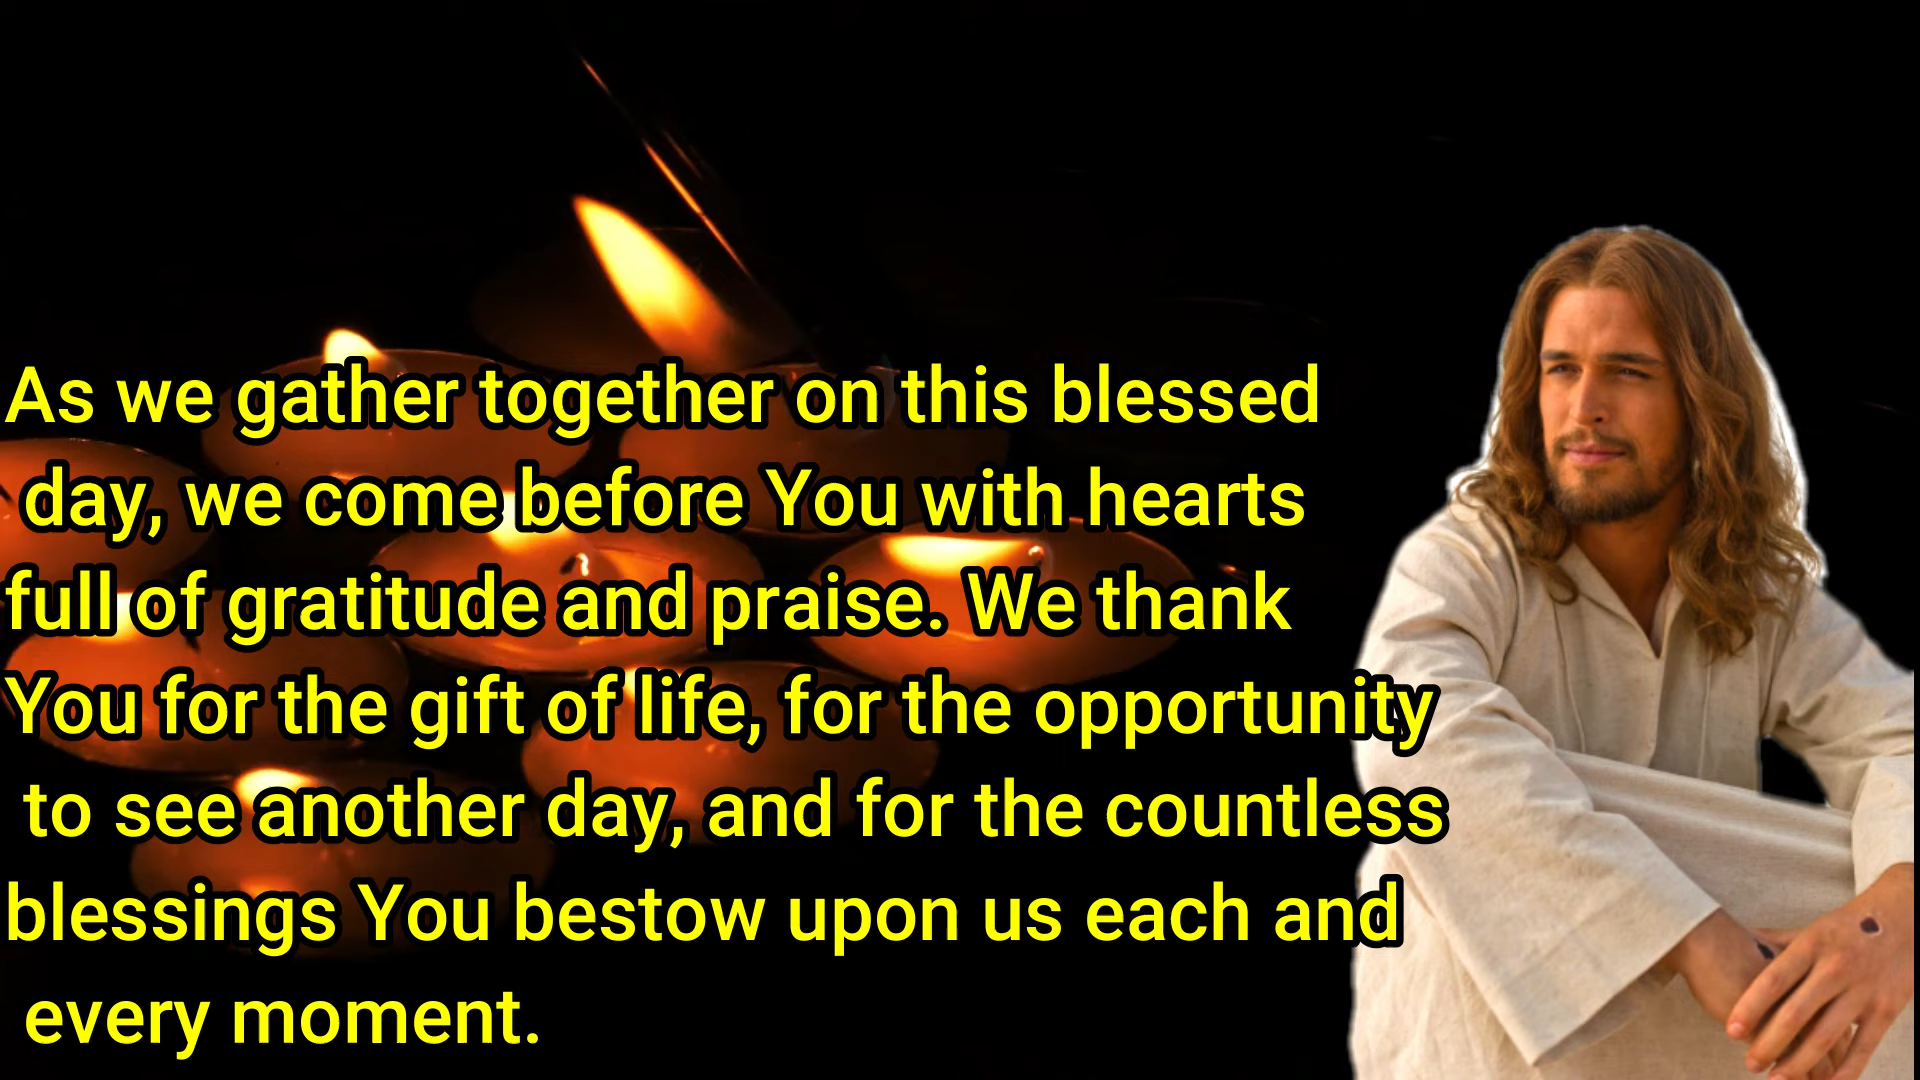 As we gather together on this blessed
day, we come before You with hearts
full of gratitude and praise. We thank
You for the gift of life, for the opportunity
to see another day, and for the countless
blessings You bestow upon us each and
every moment.